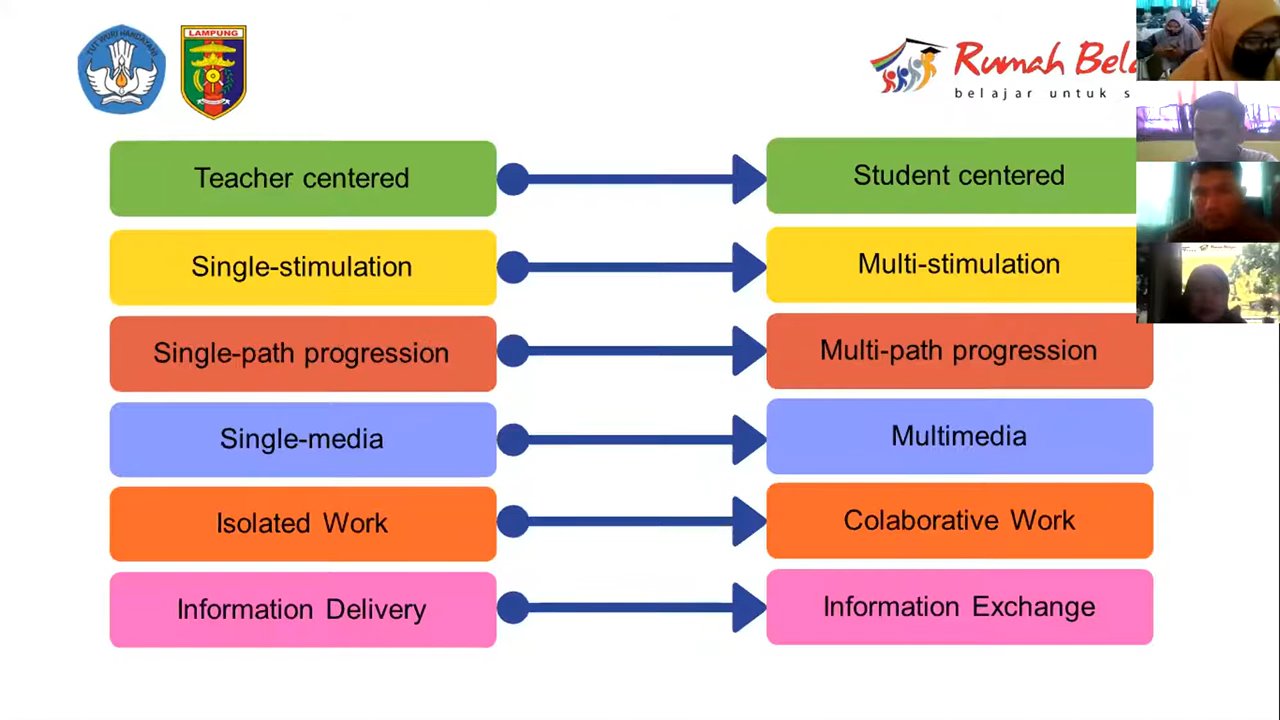 TUT WURI HANDAYANI
LAMPUNG
Rumah Bela
belajar untuk s
Teacher centered
Student centered
Single-stimulation
Multi-stimulation
Single-path progression
Multi-path progression
Single-media
Multimedia
Isolated Work
Colaborative Work
Information Delivery
Information Exchange